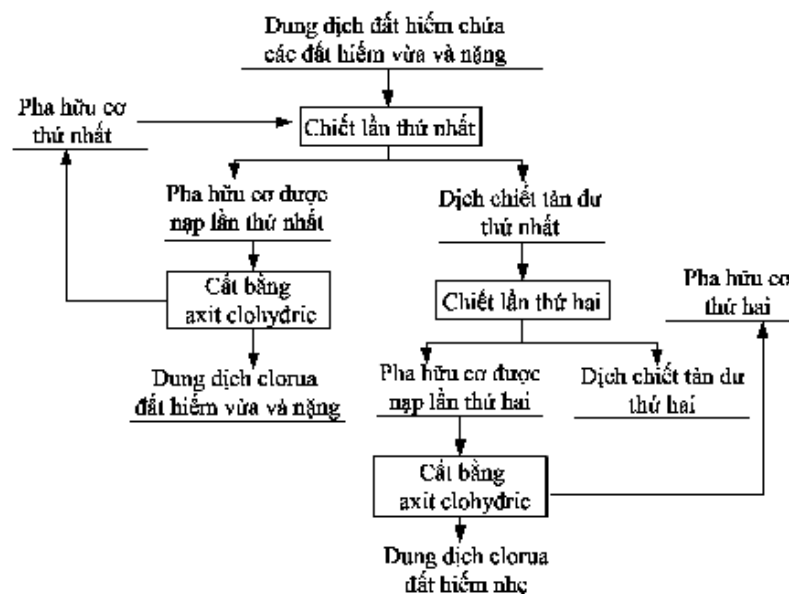 Dung dịch đất hiếm chứa
các đất hiếm vừa và nặng
Pha hữu cơ
thứ nhất
Chiết lần thứ nhất
Pha hữu cơ được
nạp lần thứ nhất
Dịch chiết tàn dư
thứ nhất
Cất bằng
axit clohyđric
Chiết lần thứ hai
Pha hữu cơ
thứ hai
Dung dịch clorua
đất hiếm vừa và nặng
Pha hữu cơ được
nạp lần thứ hai
Dịch chiết tàn dư
thứ hai
Cất bằng
axit clohyđric
Dung dịch clorua
đất hiếm nhẹ